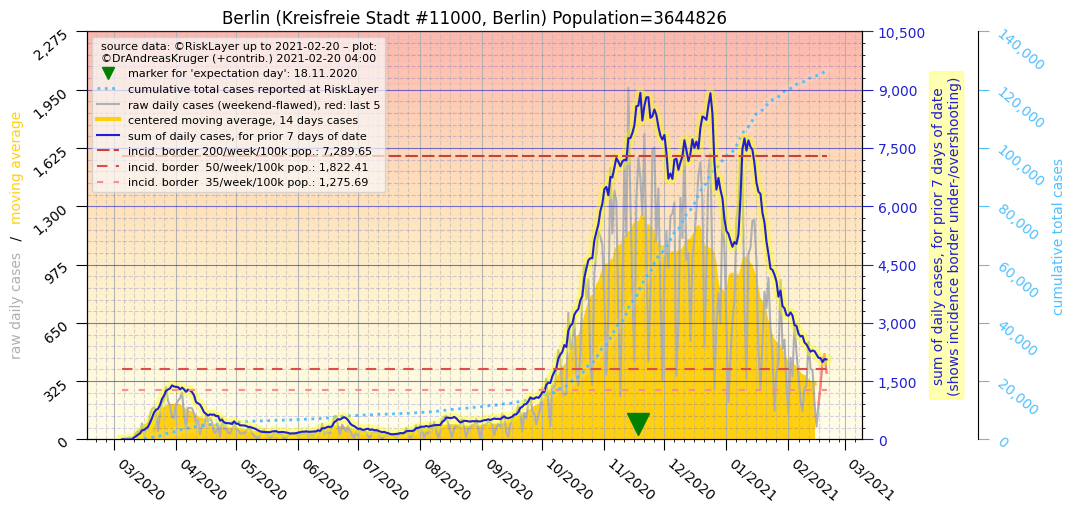 Berlin (Kreisfreie Stadt #11000, Berlin) Population=3644826
source data: ©RiskLayer up to 2021-02-20 – plot:
©DrAndreasKruger (+contrib.) 2021-02-20 04:00
marker for 'expectation day': 18.11.2020
cumulative total cases reported at RiskLayer
raw daily cases (weekend-flawed), red: last 5
centered moving average, 14 days case
sum of daily cases, for prior 7 days of date
incid. border 200/week/100k pop.: 7,289.65
incid. border  50/week/100k pop.: 1,822.41
incid. border  35/week/100k pop.: 1,275.69
raw daily cases / moving average
2,275
1,950
1,625
1,300
975
650
325
0
10,500
9,000
7,500
6,000
4,500
3,000
1,500
0
sum of daily cases, for prior 7 days of date
(shows incidence border under-/overshooting)
140,000
120,000
100,000
80,000
60,000
40,000
20,000
0
cumulative total cases
03/2020
04/2020
05/2020
06/2020
07/2020
08/2020
09/2020
10/2020
11/2020
12/2020
01/2021
02/2021
03/2021